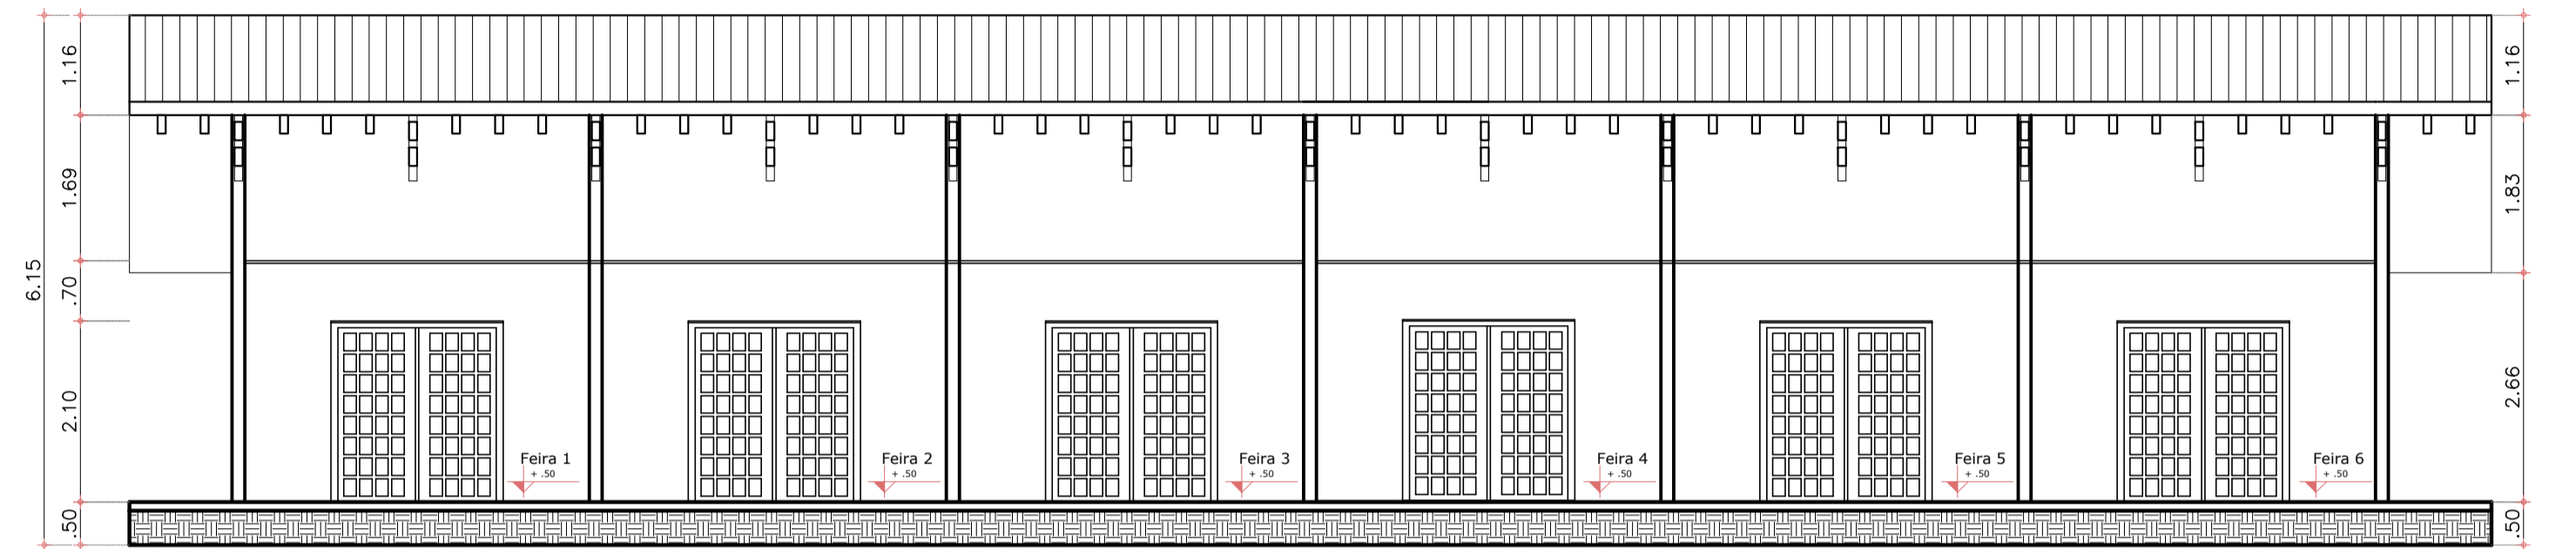 6.15
1.16
1.69
.70
2.10
.50
Feira 1
+ .50
Feira 2
+ .50
Feira 3
+ .50
Feira 4
+ .50
Feira 5
+ .50
Feira 6
+ .50
1.16
1.83
2.66
.50